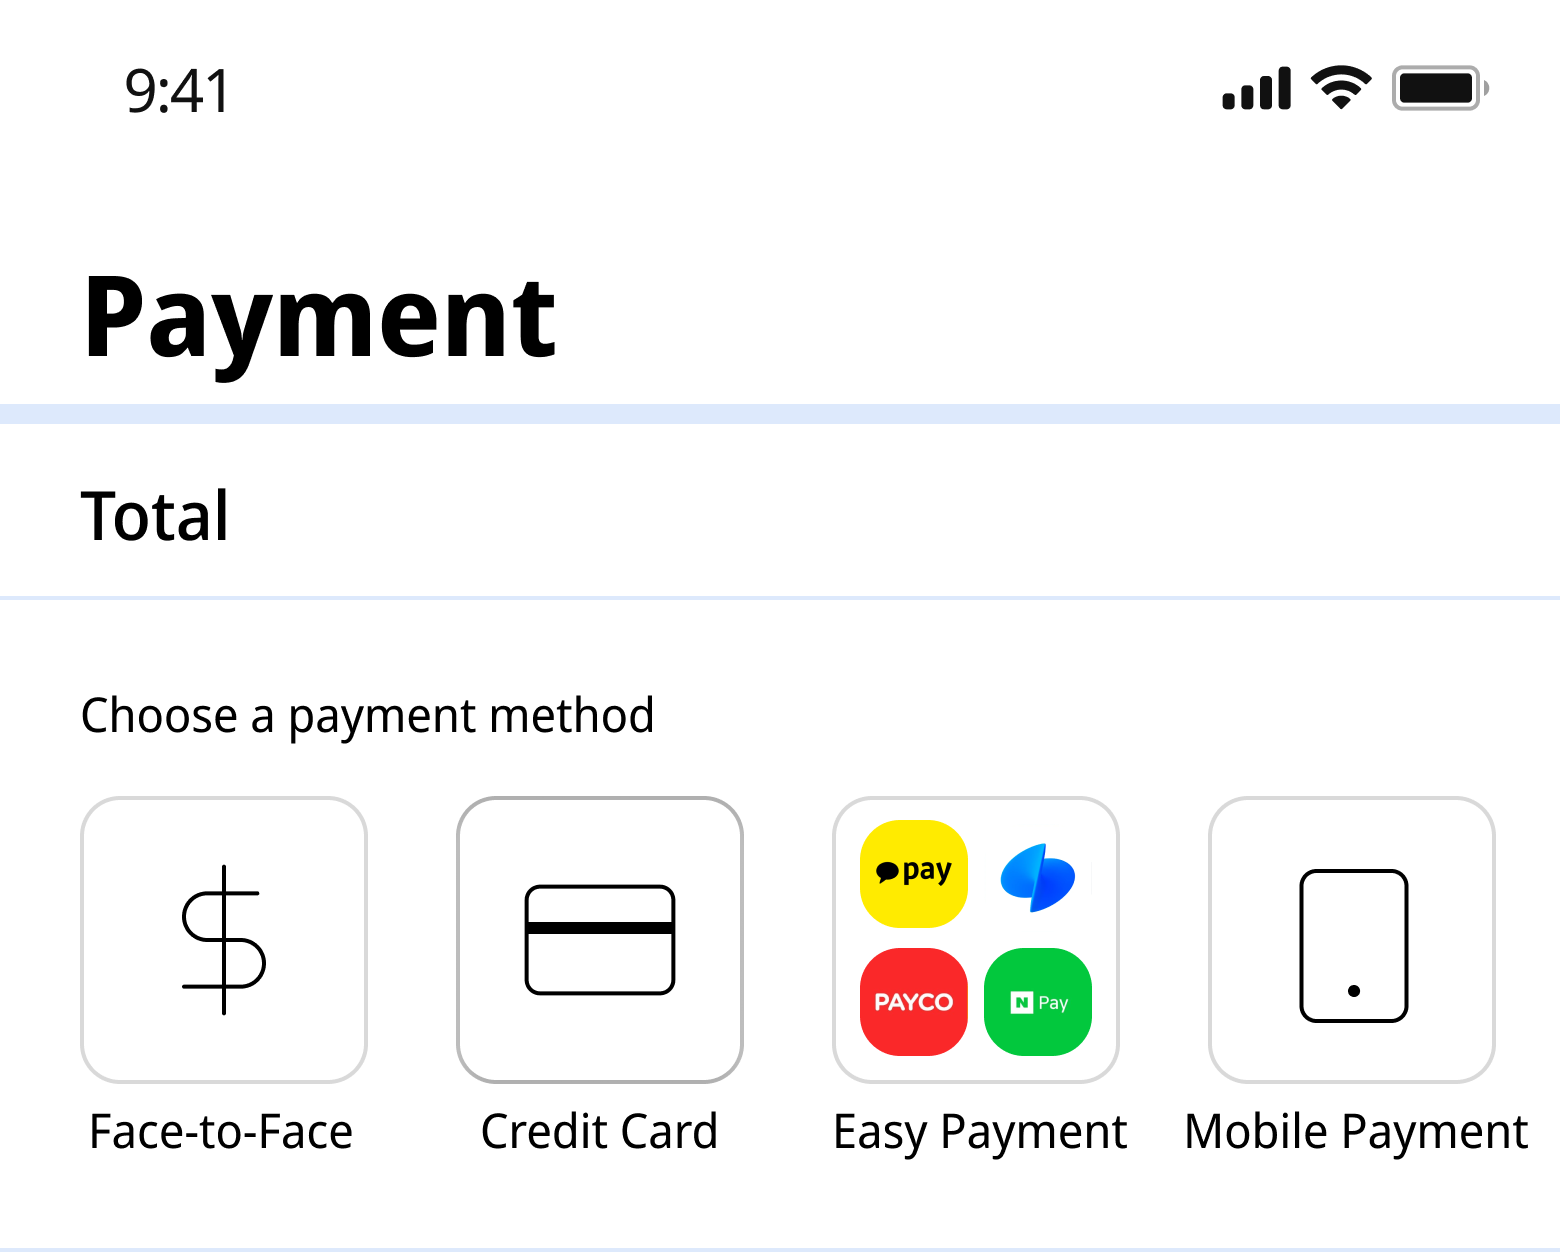 9:41
Payment
Total
Choose a payment method
pay
PAYCO
N Pay
Face-to-Face
Credit Card
Easy Payment
Mobile Payment